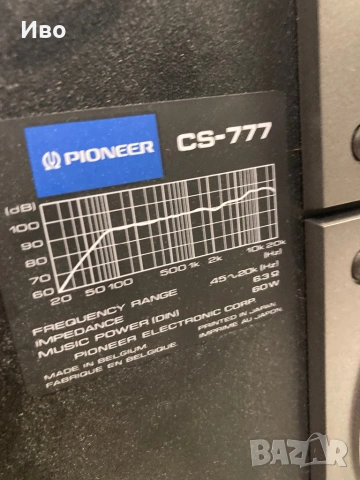 Иво
PIONEER CS-777
(dB)
100
90
80
70
60
20 50 100 500 1k 2k 10k 20k
(Hz)
FREQUENCY RANGE 45~20k (Hz)
IMPEDANCE 6.3 Ω
MUSIC POWER (DIN) 60W
PIONEER ELECTRONIC CORP.
MADE IN BELGIUM PRINTED IN JAPAN
FABRIQUE EN BELGIQUE IMPRIMÉ AU JAPON
BAZAR